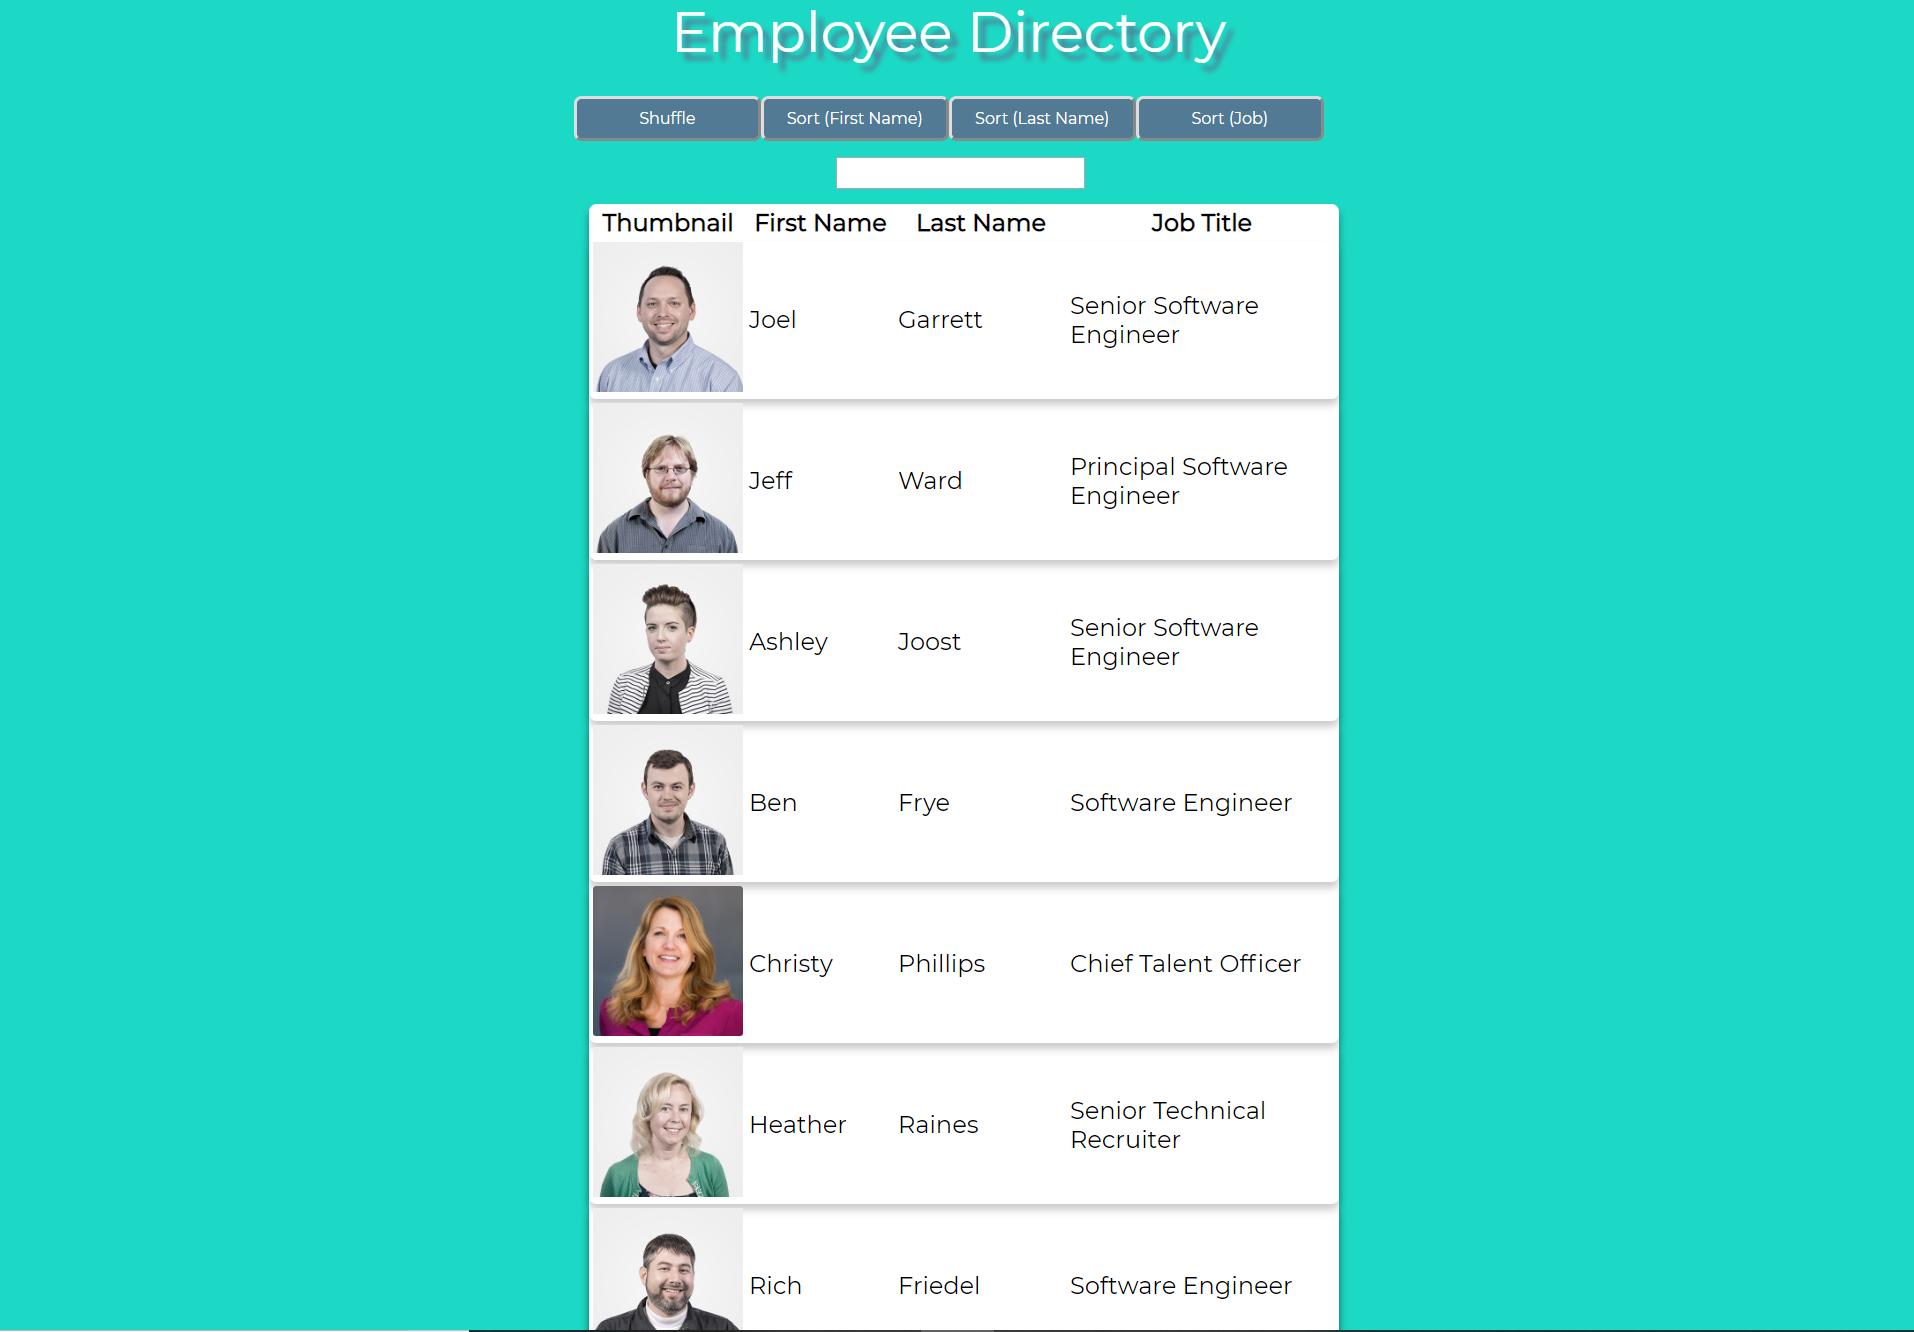 Employee Directory
Shuffle Sort (First Name) Sort (Last Name) Sort (Job)
Thumbnail First Name Last Name Job Title
Joel Garrett Senior Software
Engineer
Jeff Ward Principal Software
Engineer
Ashley Joost Senior Software
Engineer
Ben Frye Software Engineer
Christy Phillips Chief Talent Officer
Heather Raines Senior Technical
Recruiter
Rich Friedel Software Engineer